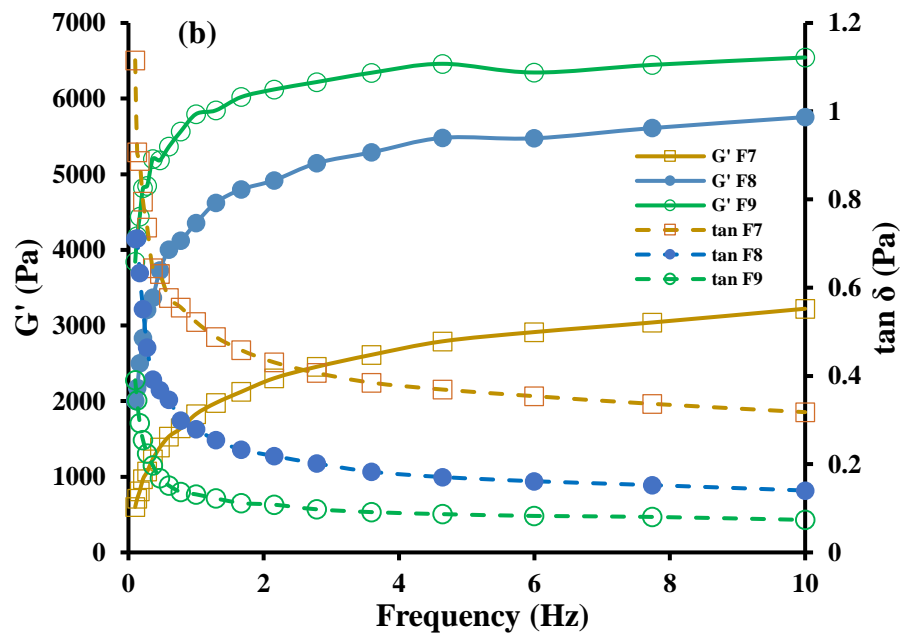 (b)
7000
6000
5000
4000
3000
2000
1000
0
G' (Pa)
1.2
1
0.8
0.6
0.4
0.2
0
tan δ (Pa)
G' F7
G' F8
G' F9
tan F7
tan F8
tan F9
0 2 4 6 8 10
Frequency (Hz)